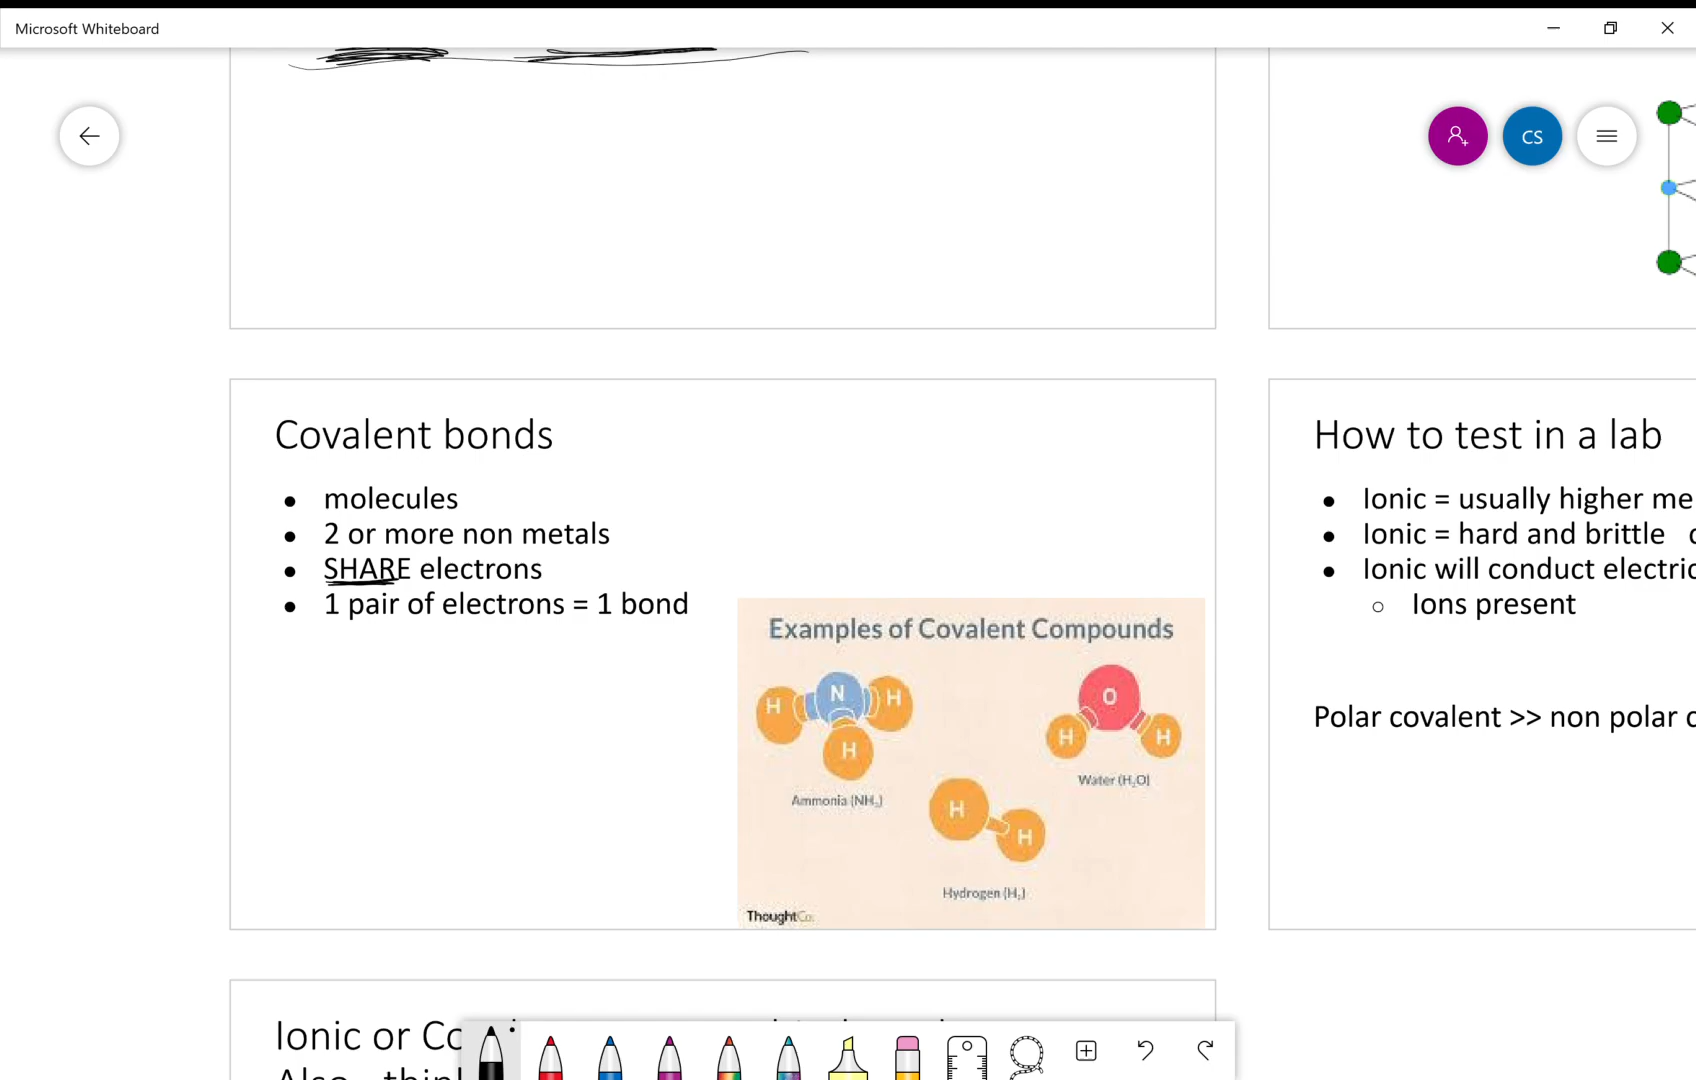 Microsoft Whiteboard
CS
Covalent bonds
● molecules
● 2 or more non metals
● SHARE electrons
● 1 pair of electrons = 1 bond
Examples of Covalent Compounds
H N H
H
Ammonia (NH₃)
O
H H
Water (H₂O)
H
H
Hydrogen (H₂)
ThoughtCo.
How to test in a lab
● Ionic = usually higher me
● Ionic = hard and brittle
● Ionic will conduct electric
○ Ions present
Polar covalent >> non polar c
Ionic or Co